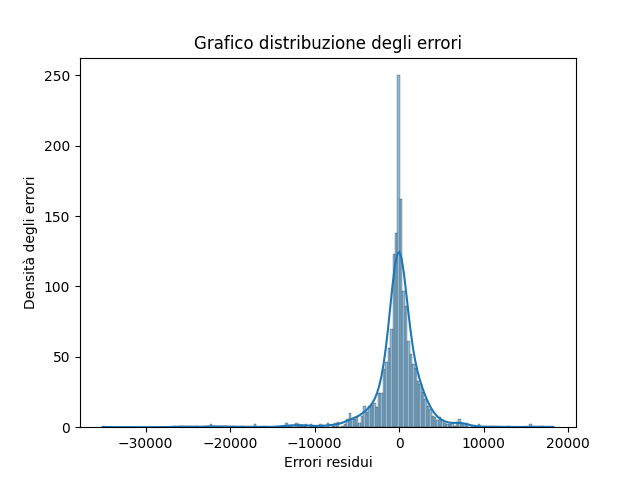 Grafico distribuzione degli errori
250
200
150
100
50
0
Densità degli errori
−30000 −20000 −10000 0 10000 20000
Errori residui